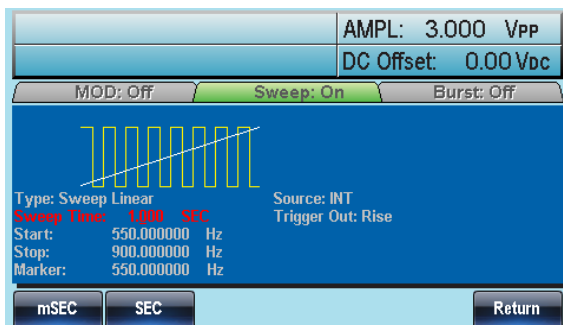 AMPL: 3.000 VPP
DC Offset: 0.00 VDC
MOD: Off Sweep: On Burst: Off
Type: Sweep Linear Source: INT
Sweep Time: 1.000 SEC Trigger Out: Rise
Start: 550.000000 Hz
Stop: 900.000000 Hz
Marker: 550.000000 Hz
mSEC SEC Return